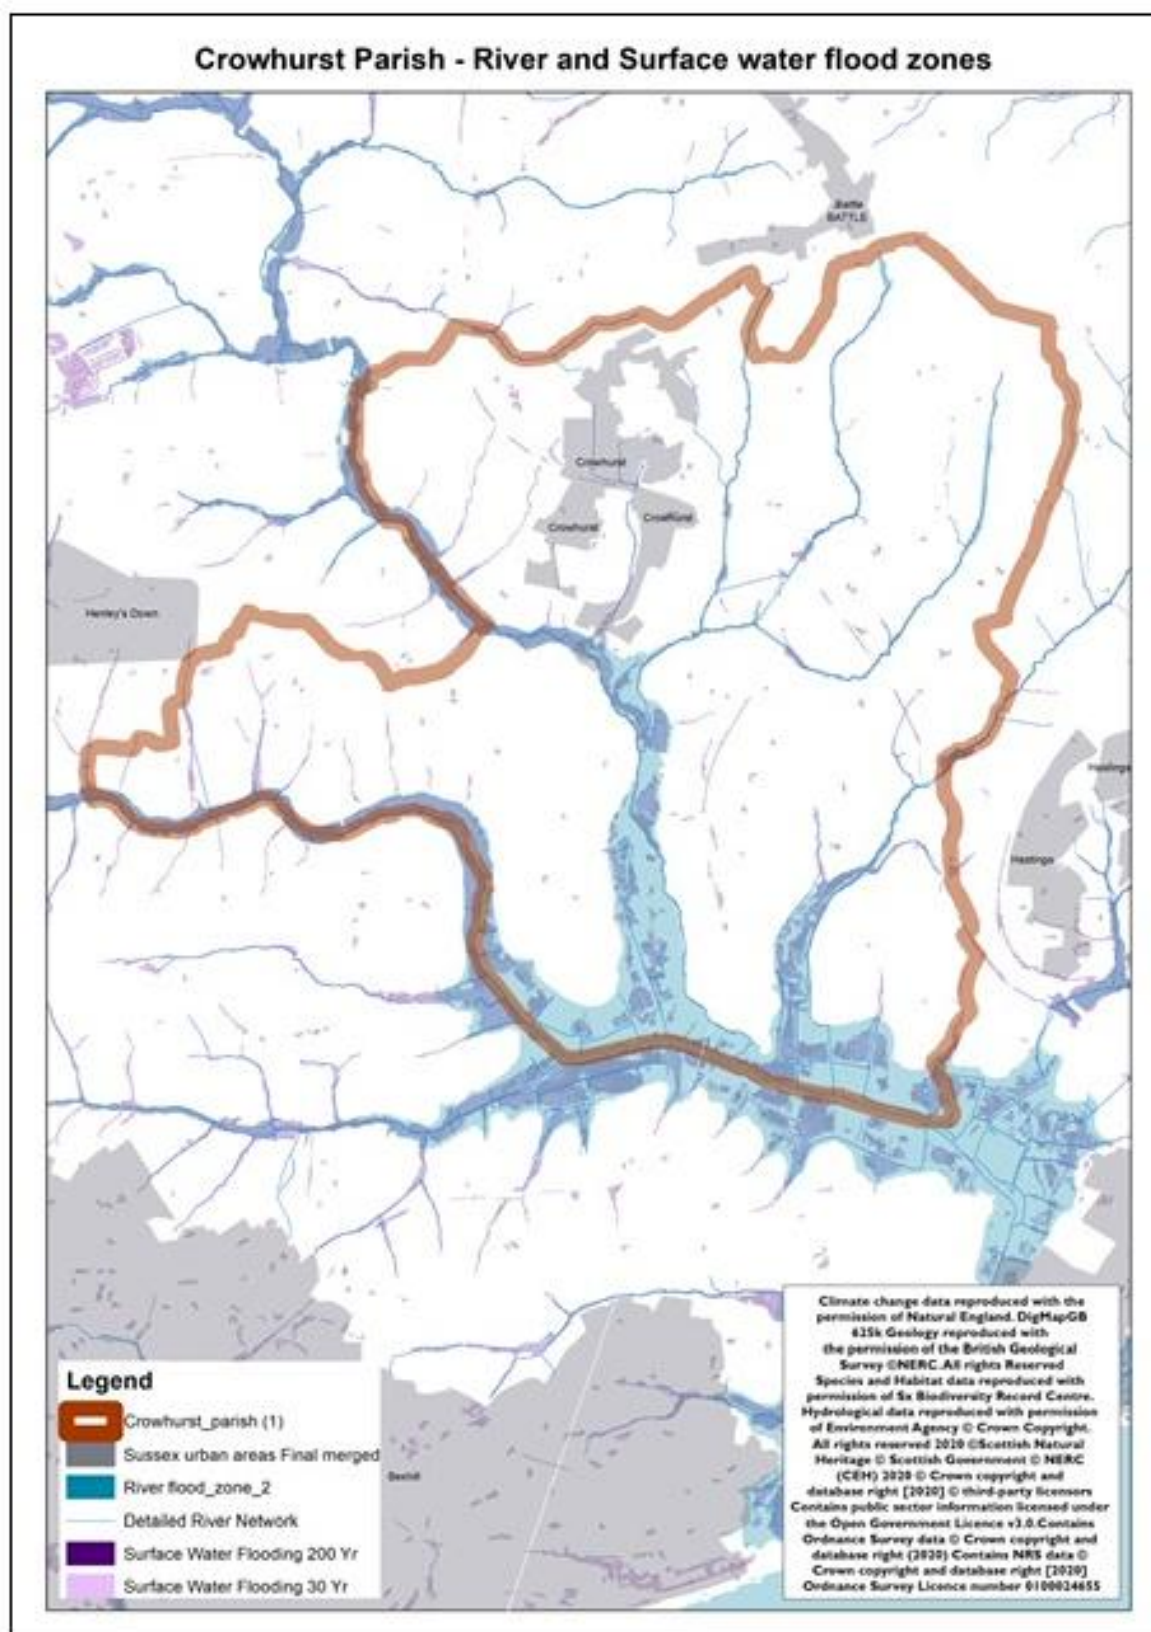 Crowhurst Parish - River and Surface water flood zones
Battle
BATTLE
Crowhurst
Crowhurst
Crowhurst
Henley's Down
Hastings
Hastings
Bexhill
Legend
Crowhurst_parish (1)
Sussex urban areas Final merged
River flood_zone_2
Detailed River Network
Surface Water Flooding 200 Yr
Surface Water Flooding 30 Yr
Climate change data reproduced with the
permission of Natural England. DigMapGB
625k Geology reproduced with
the permission of the British Geological
Survey ©NERC. All rights Reserved
Species and Habitat data reproduced with
permission of Sx Biodiversity Record Centre.
Hydrological data reproduced with permission
of Environment Agency © Crown Copyright.
All rights reserved 2020 ©Scottish Natural
Heritage © Scottish Government © NERC
(CEH) 2020 © Crown copyright and
database right [2020] © third-party licensors
Contains public sector information licensed under
the Open Government Licence v3.0.Contains
Ordnance Survey data © Crown copyright and
database right (2020) Contains NRS data ©
Crown copyright and database right [2020]
Ordnance Survey Licence number 0100024655